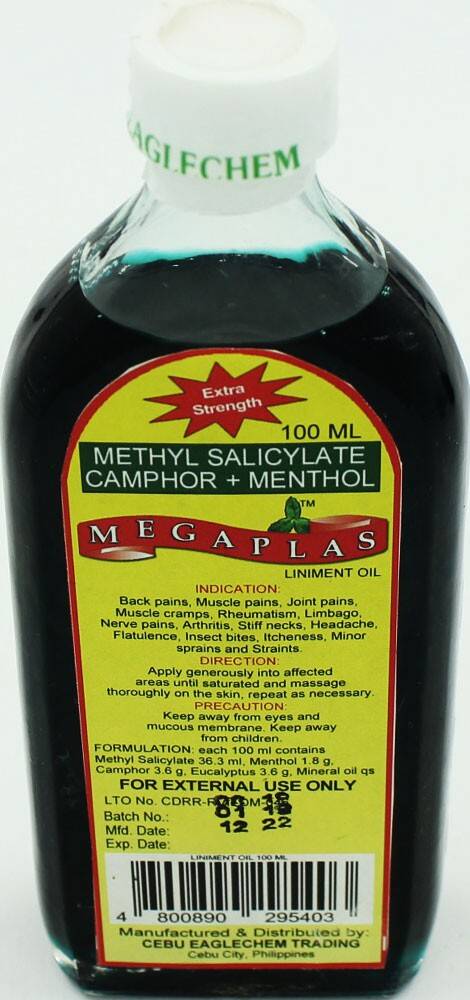 EAGLECHEM
Extra
Strength
100 ML
METHYL SALICYLATE
CAMPHOR + MENTHOL
TM
MEGAPLAS
LINIMENT OIL
INDICATION:
Back pains, Muscle pains, Joint pains,
Muscle cramps, Rheumatism, Limbago,
Nerve pains, Arthritis, Stiff necks, Headache,
Flatulence, Insect bites, Itcheness, Minor
sprains and Straints.
DIRECTION:
Apply generously into affected
areas until saturated and massage
thoroughly on the skin, repeat as necessary.
PRECAUTION:
Keep away from eyes and
mucous membrane. Keep away
from children.
FORMULATION: each 100 ml contains
Methyl Salicylate 36.3 ml, Menthol 1.8 g,
Camphor 3.6 g, Eucalyptus 3.6 g, Mineral oil qs
FOR EXTERNAL USE ONLY
LTO No.
Batch No.:
Mfd. Date: 12 22
Exp. Date:
LINIMENT OIL 100 ML
4 800890 295403
Manufactured & Distributed by:
CEBU EAGLECHEM TRADING
Cebu City, Philippines